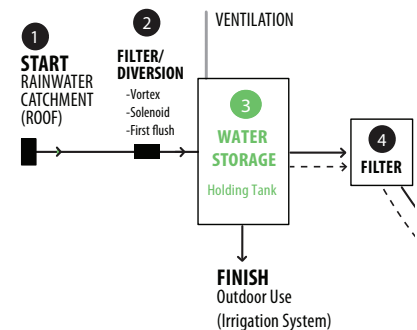 1
START
RAINWATER
CATCHMENT
(ROOF)
2
FILTER/
DIVERSION
-Vortex
-Solenoid
-First flush
VENTILATION
3
WATER
STORAGE
Holding Tank
4
FILTER
FINISH
Outdoor Use
(Irrigation System)